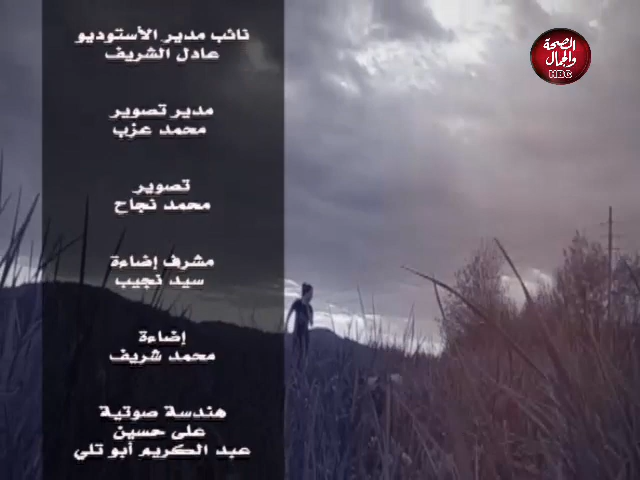 نائب مدير الأستوديو
عادل الشريف
مدير تصوير
محمد عزب
تصوير
محمد نجاح
مشرف إضاءة
سيد نجيب
إضاءة
محمد شريف
هندسة صوتية
على حسين
عبد الكريم أبو تلي
الصحة
والجمال
HBC